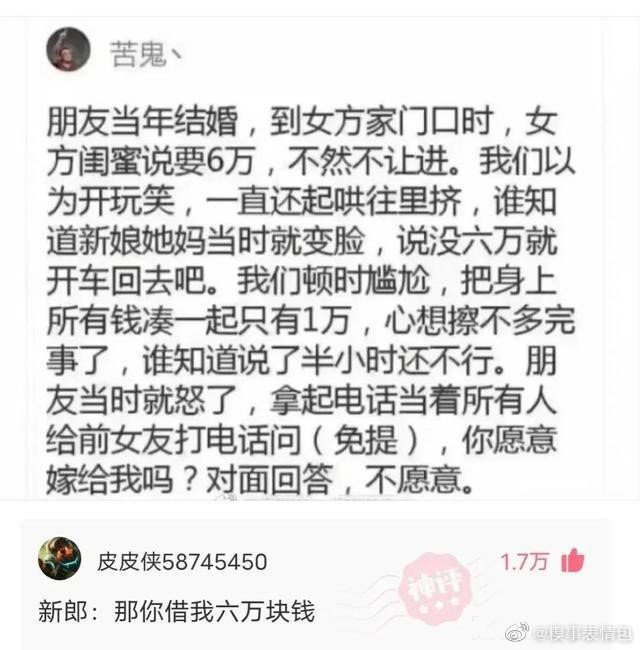 苦鬼丶
朋友当年结婚，到女方家门口时，女
方闺蜜说要6万，不然不让进。我们以
为开玩笑，一直还起哄往里挤，谁知
道新娘她妈当时就变脸，说没六万就
开车回去吧。我们顿时尴尬，把身上
所有钱凑一起只有1万，心想擦不多完
事了，谁知道说了半小时还不行。朋
友当时就怒了，拿起电话当着所有人
给前女友打电话问（免提），你愿意
嫁给我吗？对面回答，不愿意。
皮皮侠58745450
1.7万
神评
新郎：那你借我六万块钱
@糗事表情包